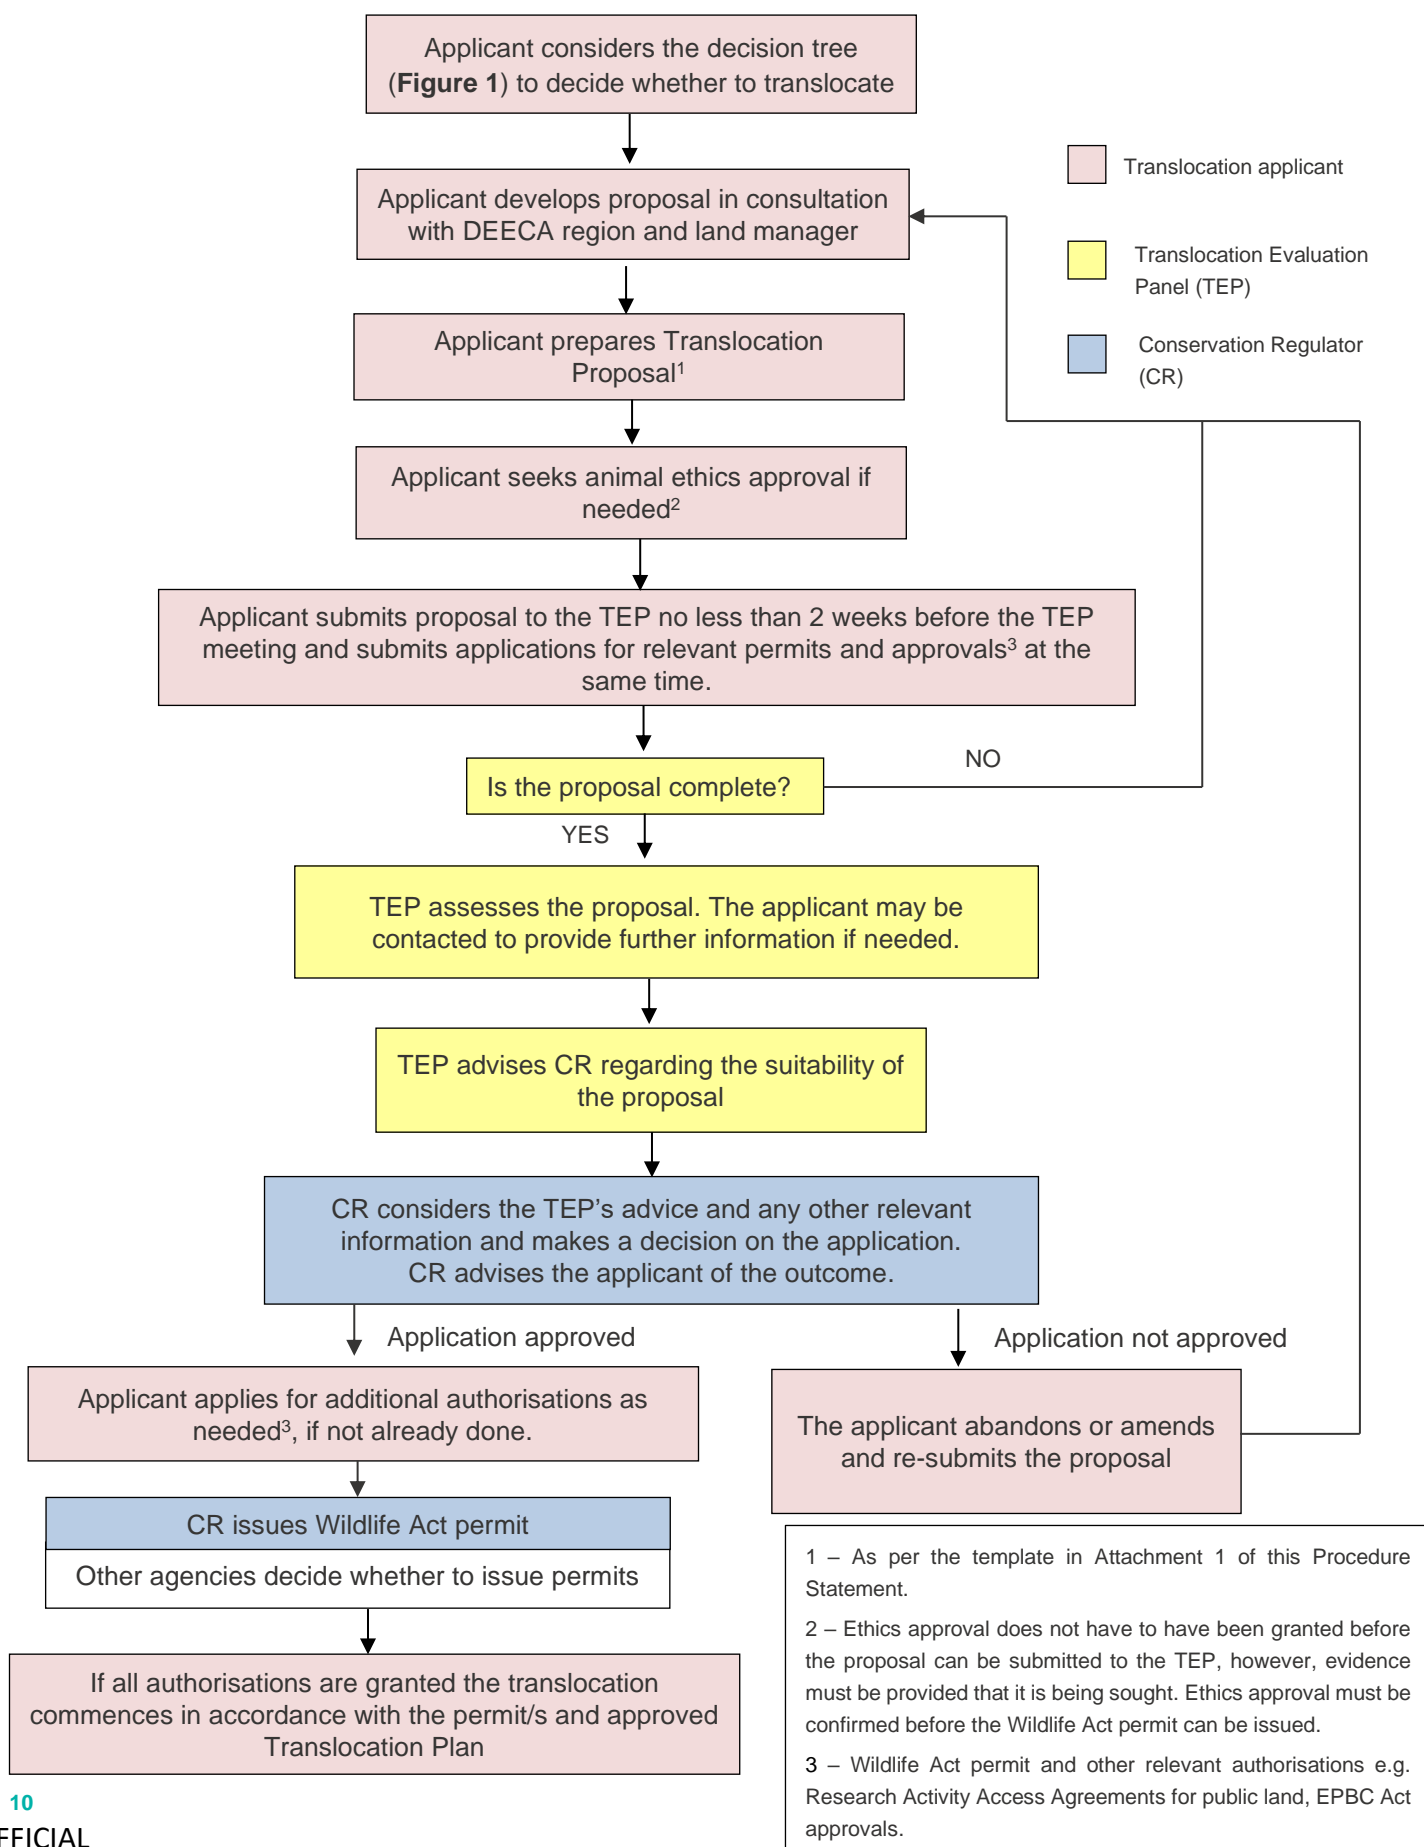 Applicant considers the decision tree
(Figure 1) to decide whether to translocate
Translocation applicant
Applicant develops proposal in consultation
with DEECA region and land manager
Translocation Evaluation
Panel (TEP)
Applicant prepares Translocation
Proposal1
Conservation Regulator
(CR)
Applicant seeks animal ethics approval if
needed2
Applicant submits proposal to the TEP no less than 2 weeks before the TEP
meeting and submits applications for relevant permits and approvals3 at the
same time.
Is the proposal complete?
NO
YES
TEP assesses the proposal. The applicant may be
contacted to provide further information if needed.
TEP advises CR regarding the suitability of
the proposal
CR considers the TEP’s advice and any other relevant
information and makes a decision on the application.
CR advises the applicant of the outcome.
Application approved
Application not approved
Applicant applies for additional authorisations as
needed3, if not already done.
The applicant abandons or amends
and re-submits the proposal
CR issues Wildlife Act permit
Other agencies decide whether to issue permits
If all authorisations are granted the translocation
commences in accordance with the permit/s and approved
Translocation Plan
1 – As per the template in Attachment 1 of this Procedure
Statement.
2 – Ethics approval does not have to have been granted before
the proposal can be submitted to the TEP, however, evidence
must be provided that it is being sought. Ethics approval must be
confirmed before the Wildlife Act permit can be issued.
3 – Wildlife Act permit and other relevant authorisations e.g.
Research Activity Access Agreements for public land, EPBC Act
approvals.
10
FFICIAL